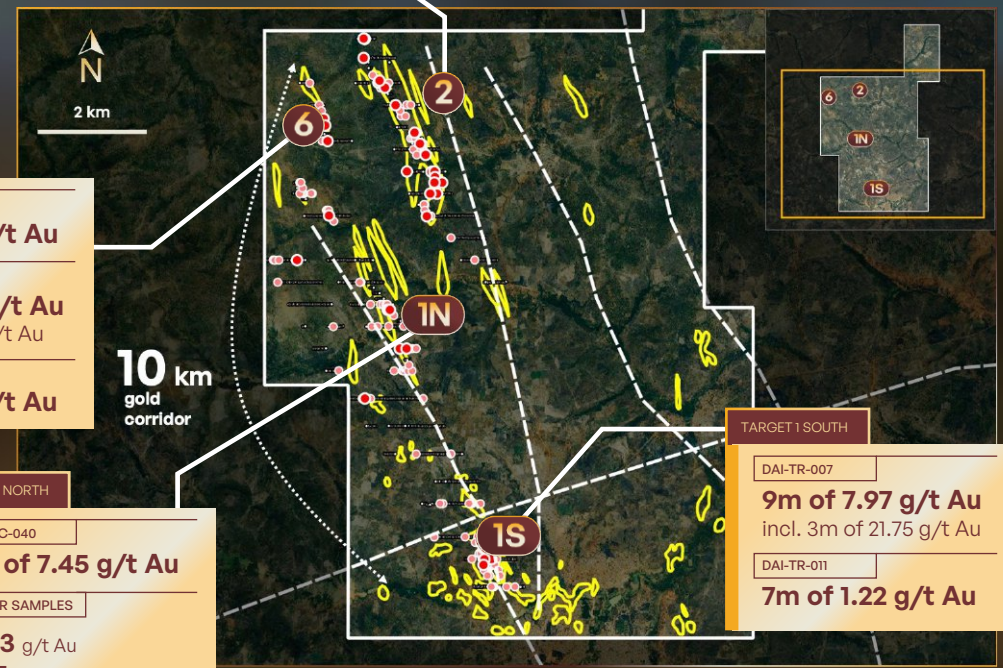 N
2 km
6
2
1N
1S
6
2
1N
1S
/t Au
/t Au
/t Au
/t Au
10 km
gold
corridor
NORTH
C-040
of 7.45 g/t Au
R SAMPLES
3 g/t Au
TARGET 1 SOUTH
DAI-TR-007
9m of 7.97 g/t Au
incl. 3m of 21.75 g/t Au
DAI-TR-011
7m of 1.22 g/t Au